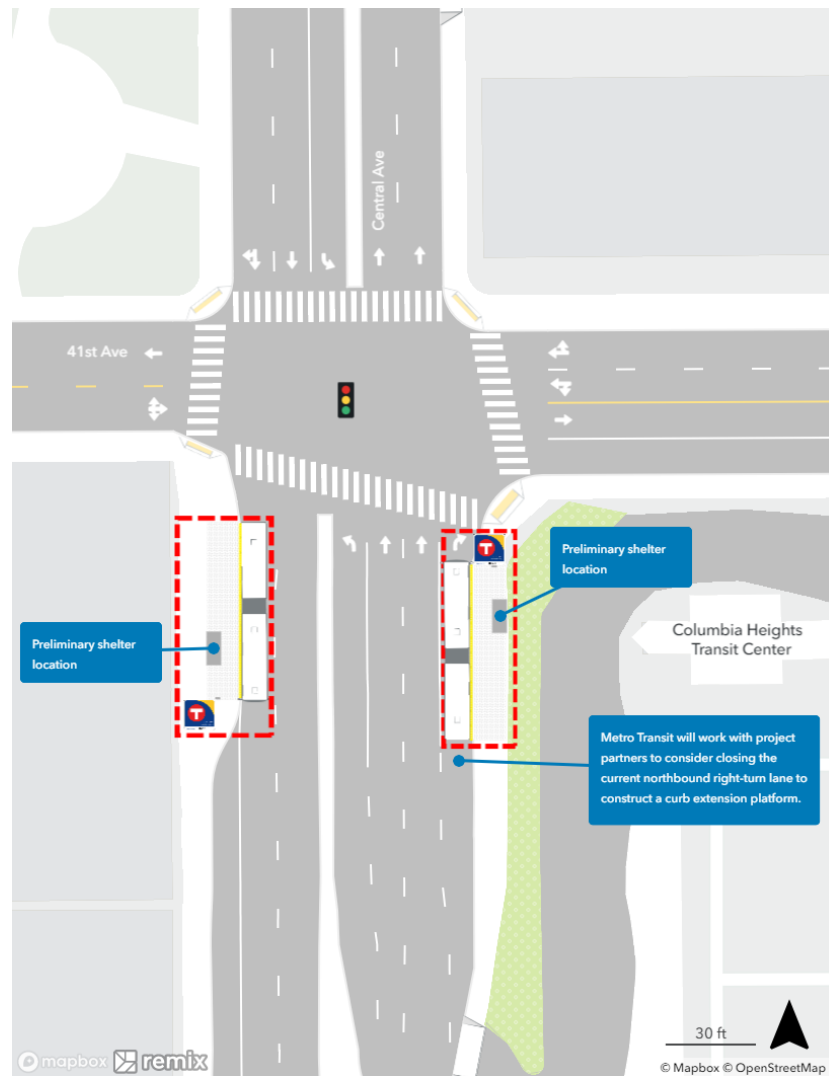 Central Ave
41st Ave
Preliminary shelter
location
T
Columbia Heights
Transit Center
Preliminary shelter
location
T
Metro Transit will work with project
partners to consider closing the
current northbound right-turn lane to
construct a curb extension platform.
30 ft
mapbox remix
© Mapbox © OpenStreetMap